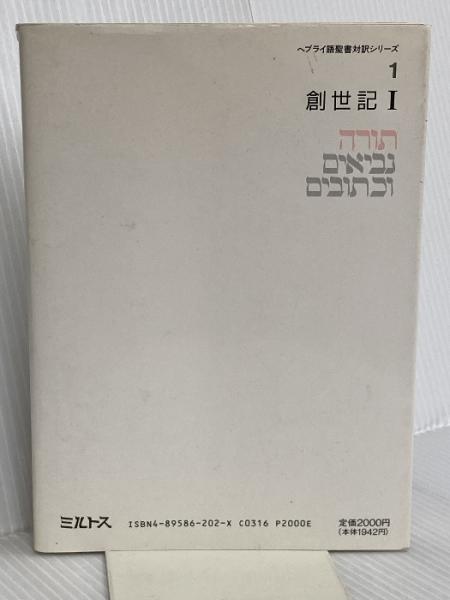 ヘブライ語聖書対訳シリーズ
1
創世記 I
תורה
נביאים
וכתובים
ミルトス ISBN4-89586-202-X C0316 P2000E 定価2000円
(本体1942円)